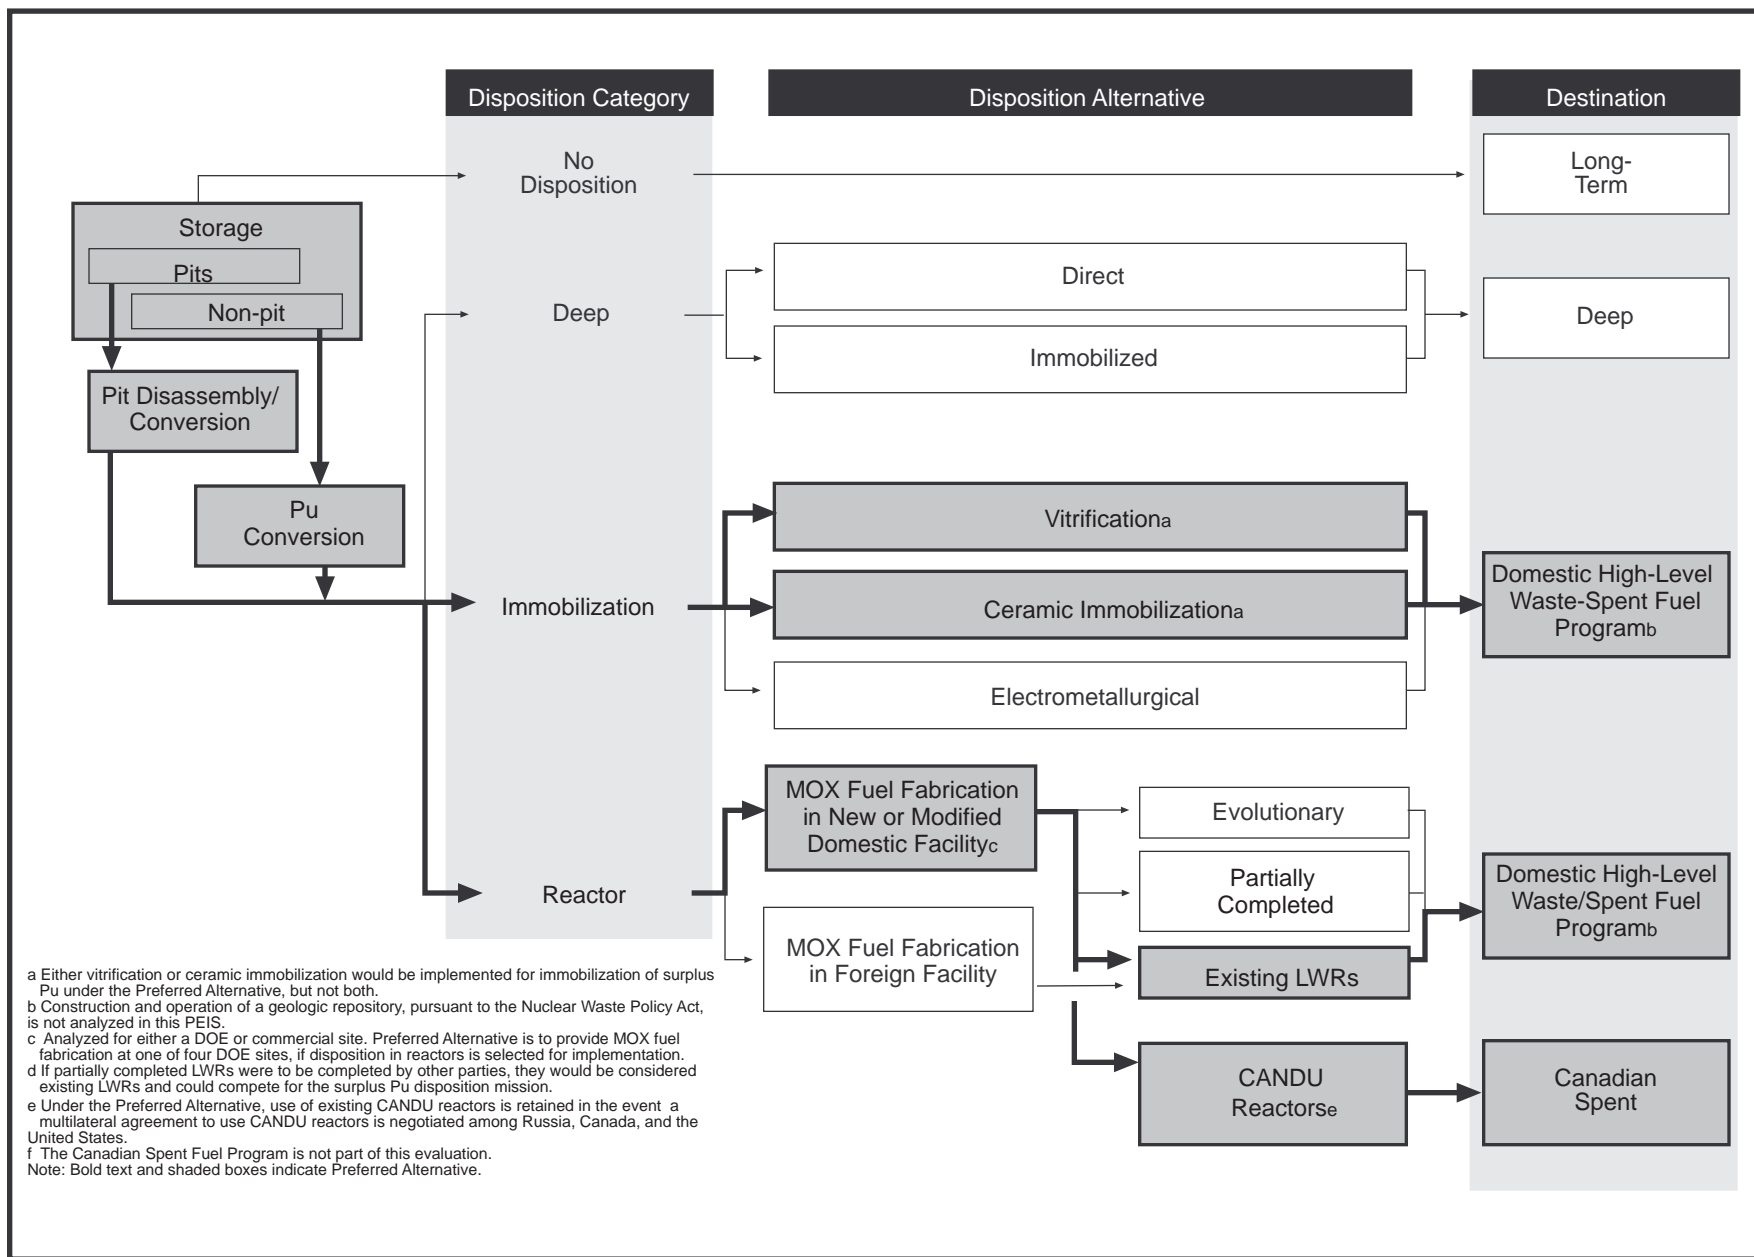 Disposition Category
Disposition Alternative
Destination
No
Disposition
Long-
Term
Storage
Pits
Non-pit
Deep
Direct
Immobilized
Deep
Pit Disassembly/
Conversion
Pu
Conversion
Immobilization
Vitrificationa
Ceramic Immobilizationa
Electrometallurgical
Domestic High-Level
Waste-Spent Fuel
Programb
Reactor
MOX Fuel Fabrication
in New or Modified
Domestic Facilityc
MOX Fuel Fabrication
in Foreign Facility
Evolutionary
Partially
Completed
Existing LWRs
CANDU
Reactorse
Domestic High-Level
Waste/Spent Fuel
Programb
Canadian
Spent
a Either vitrification or ceramic immobilization would be implemented for immobilization of surplus
Pu under the Preferred Alternative, but not both.
b Construction and operation of a geologic repository, pursuant to the Nuclear Waste Policy Act,
is not analyzed in this PEIS.
c Analyzed for either a DOE or commercial site. Preferred Alternative is to provide MOX fuel
fabrication at one of four DOE sites, if disposition in reactors is selected for implementation.
d If partially completed LWRs were to be completed by other parties, they would be considered
existing LWRs and could compete for the surplus Pu disposition mission.
e Under the Preferred Alternative, use of existing CANDU reactors is retained in the event a
multilateral agreement to use CANDU reactors is negotiated among Russia, Canada, and the
United States.
f The Canadian Spent Fuel Program is not part of this evaluation.
Note: Bold text and shaded boxes indicate Preferred Alternative.